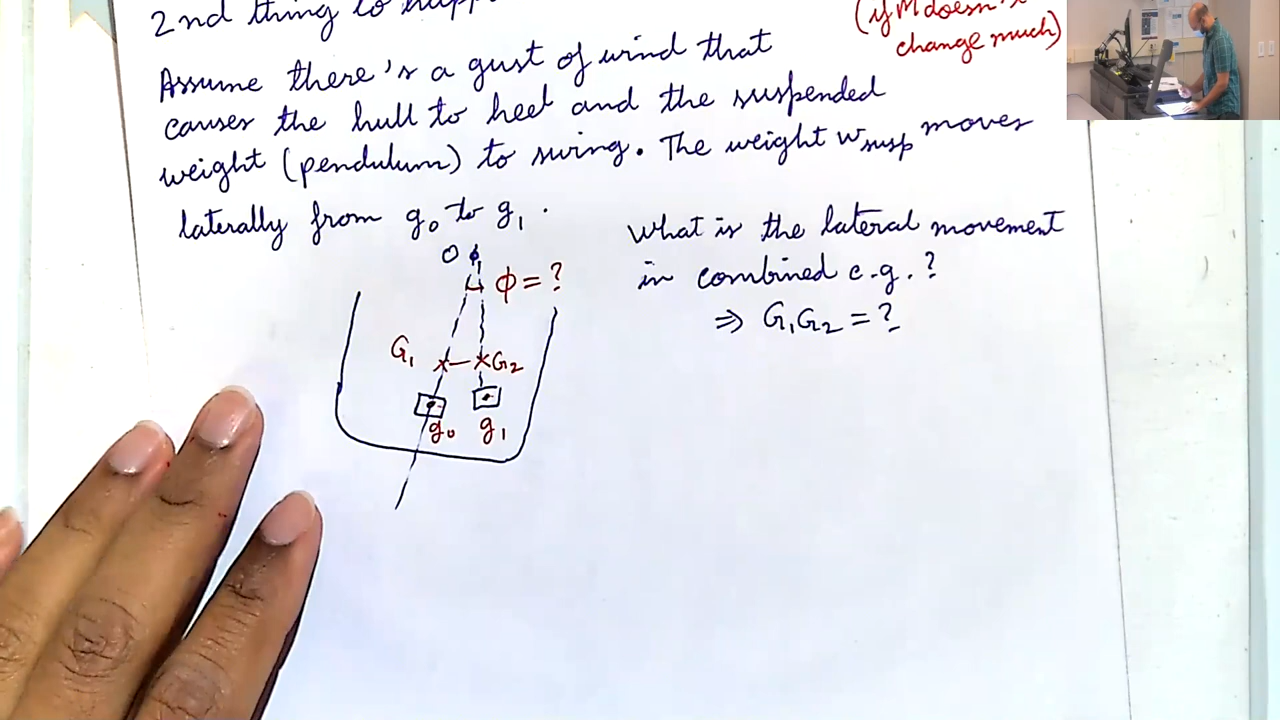 2nd thing to happ
(if M doesn't
change much)
Assume there's a gust of wind that
causes the hull to heel and the suspended
weight (pendulum) to swing. The weight w_susp moves
laterally from g₀ to g₁.
What is the lateral movement
in combined c.g.?
⇒ G₁G₂ = ?
O
ϕ = ?
G₁
G₂
g₀
g₁